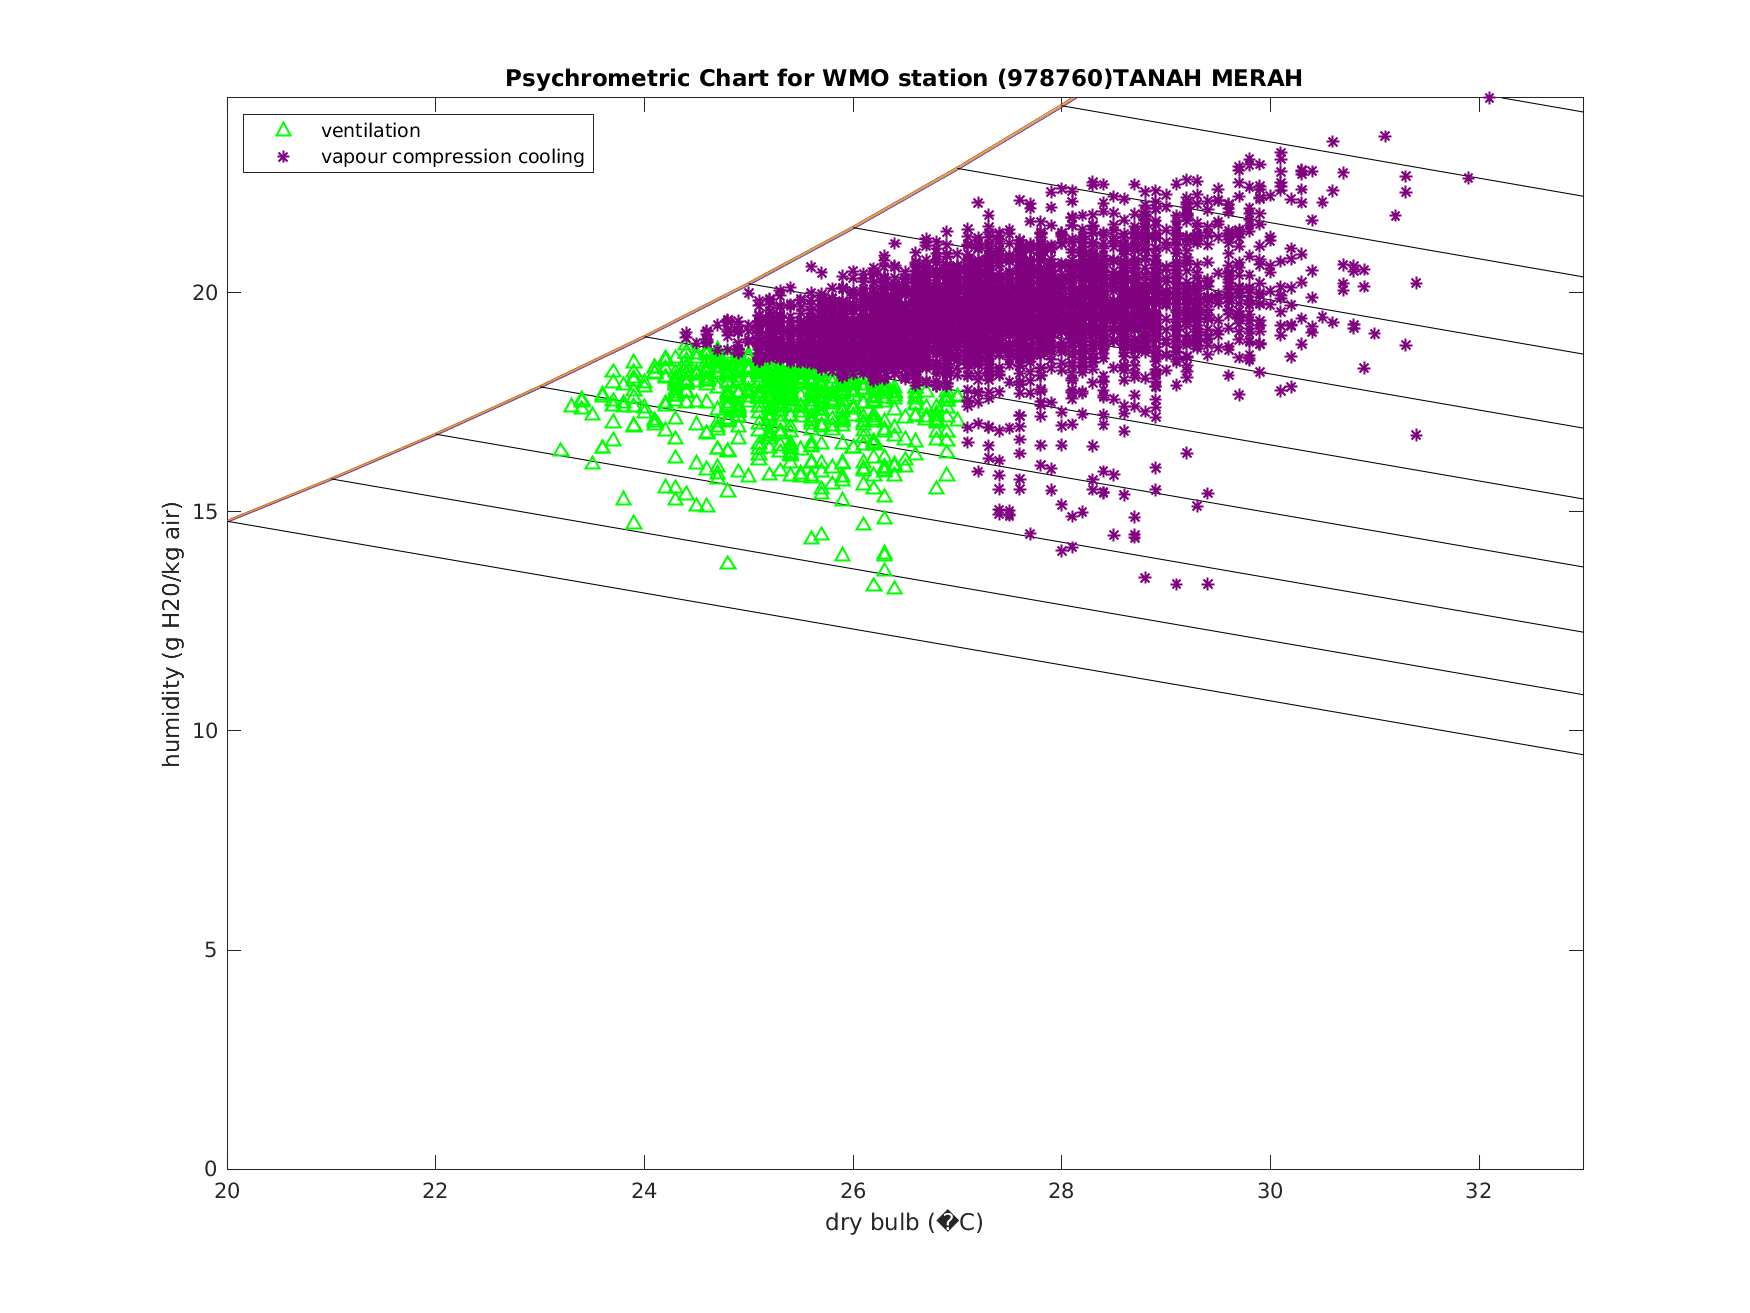 Psychrometric Chart for WMO station (978760)TANAH MERAH
ventilation
vapour compression cooling
humidity (g H20/kg air)
20
15
10
5
0
20 22 24 26 28 30 32
dry bulb (�C)